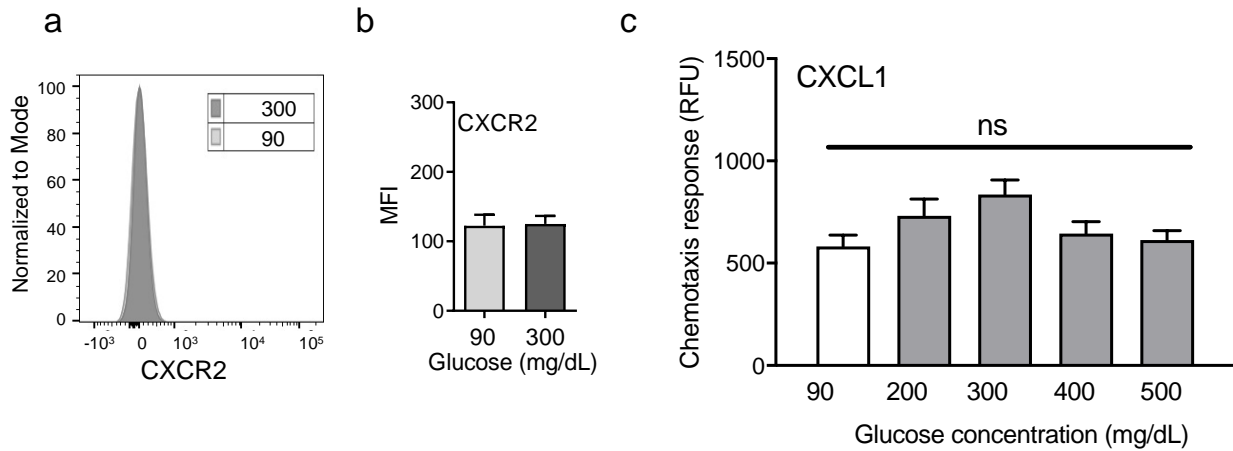 a
Normalized to Mode
100
80
60
40
20
0
300
90
-10³ 0 10³ 10⁴ 10⁵
CXCR2
b
MFI
300
200
100
0
CXCR2
90 300
Glucose (mg/dL)
c
Chemotaxis response (RFU)
1500
1000
500
0
CXCL1
ns
90 200 300 400 500
Glucose concentration (mg/dL)